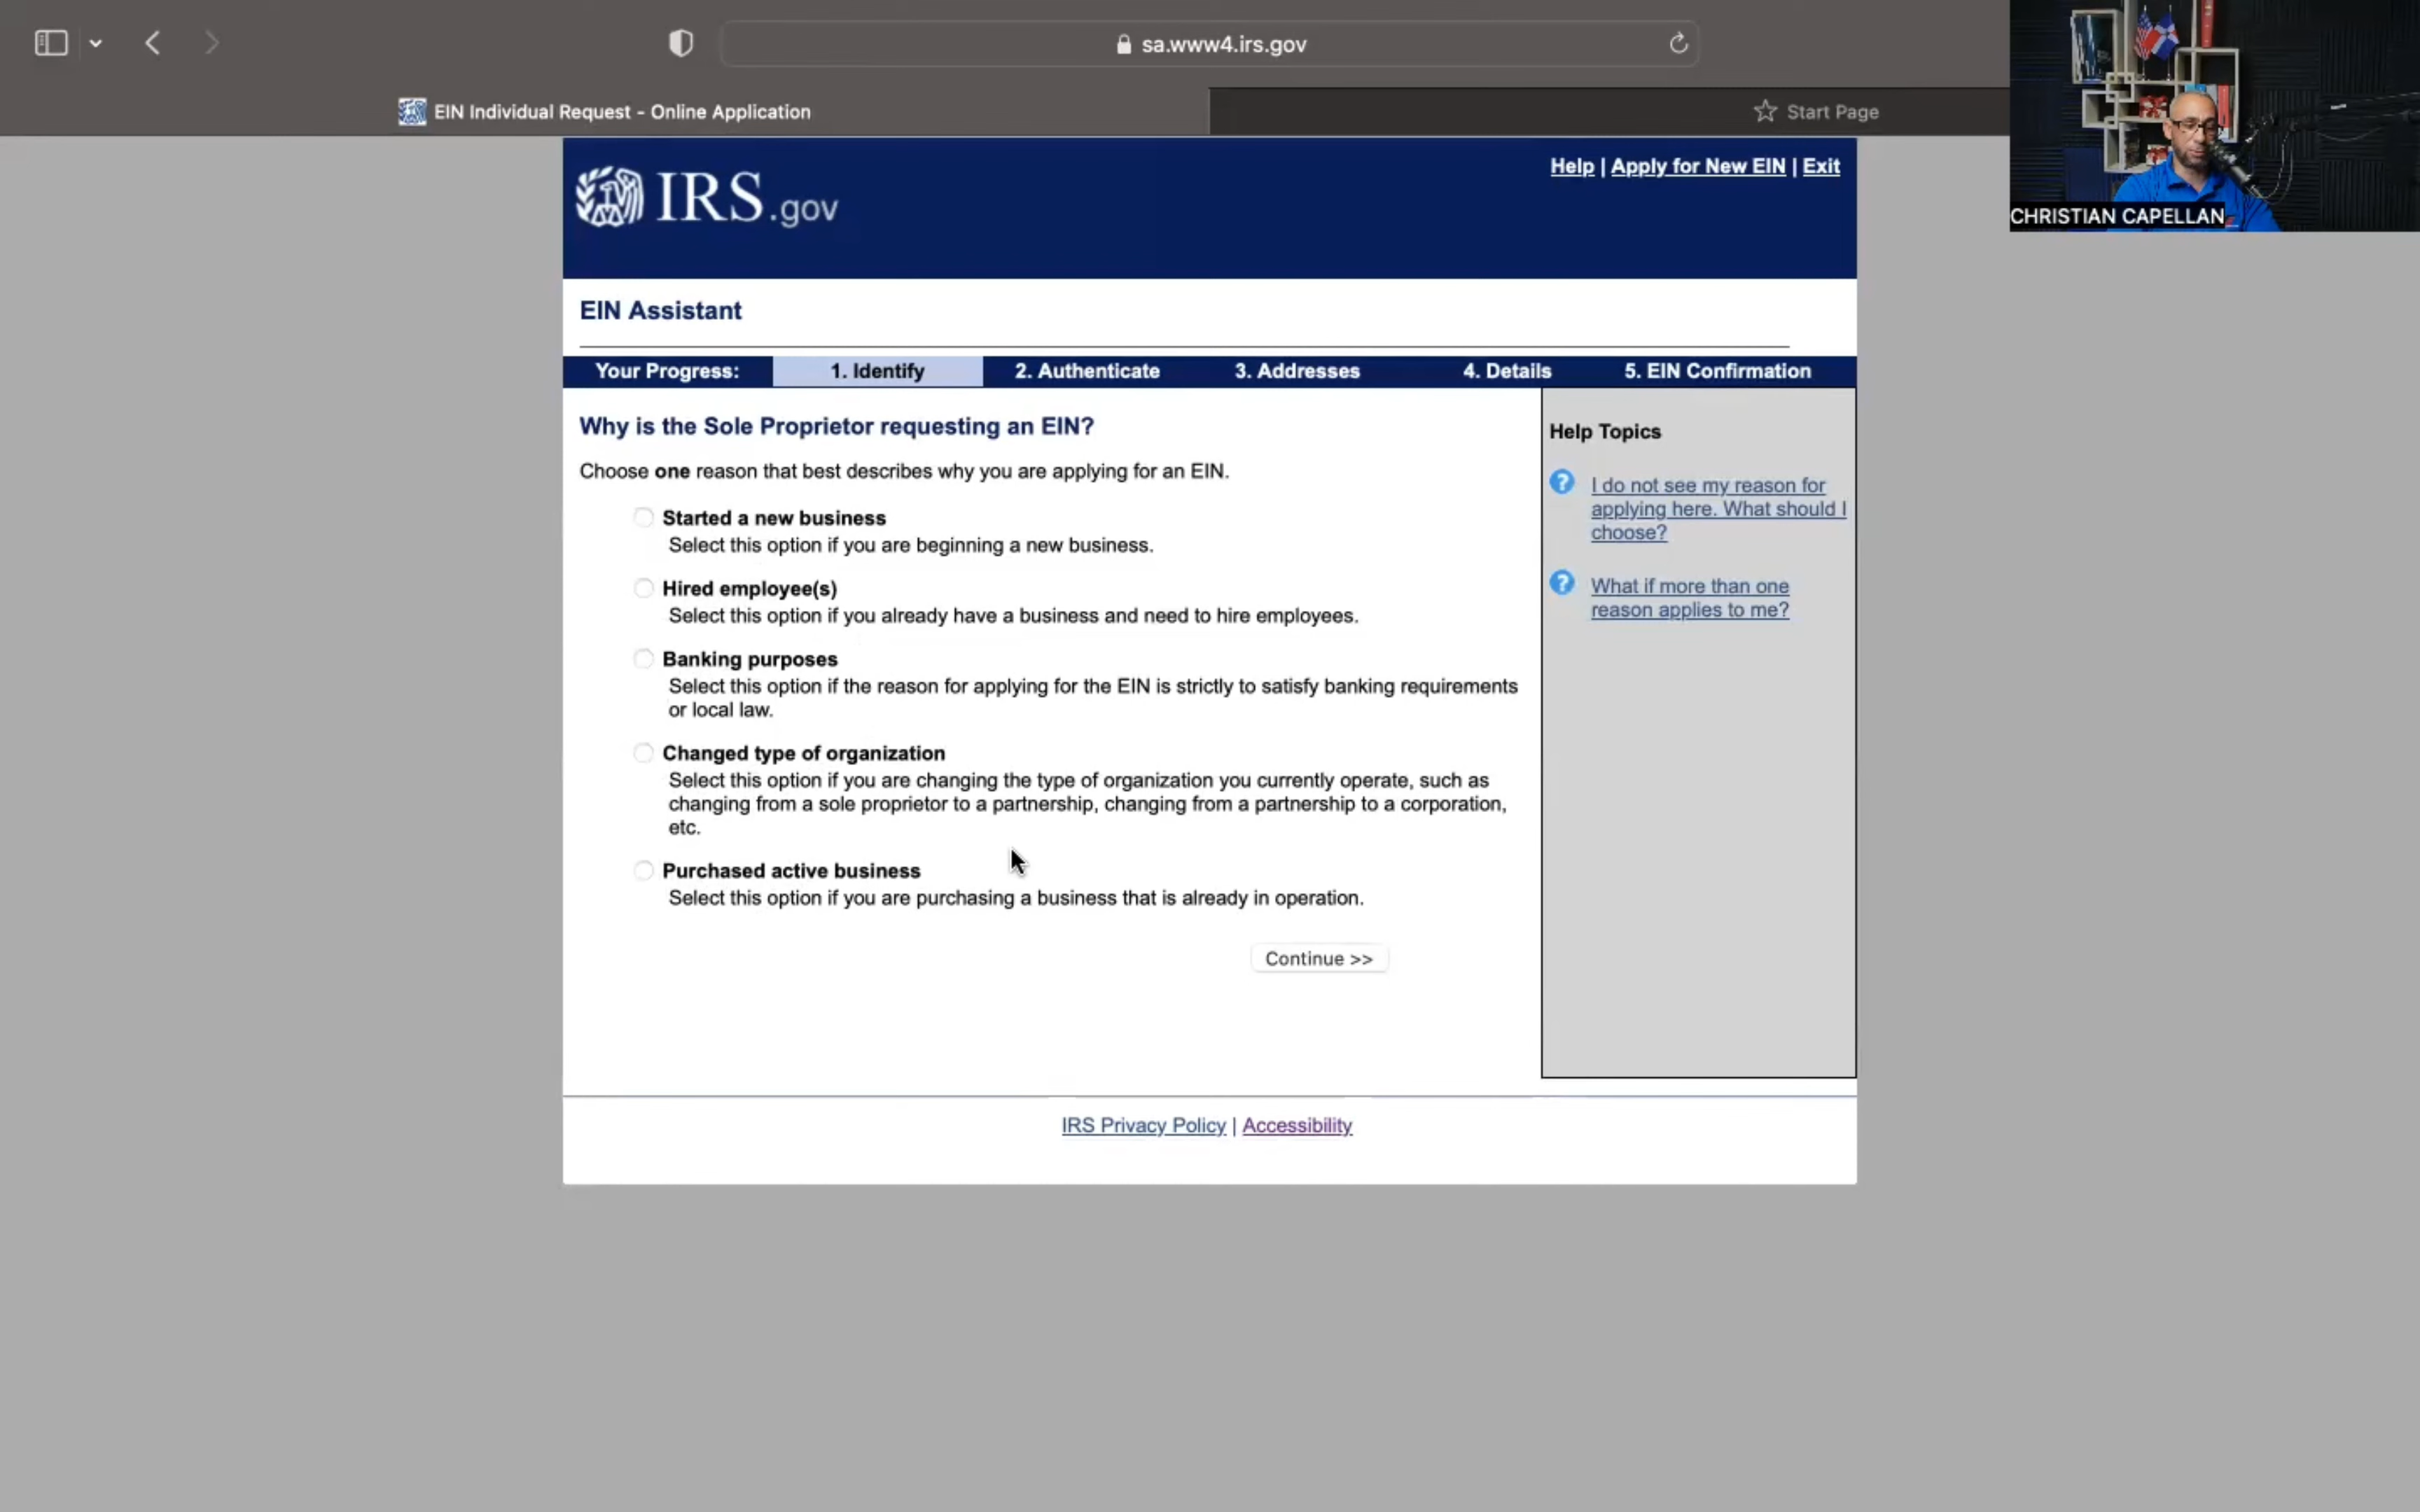 sa.www4.irs.gov
EIN Individual Request - Online Application
Start Page
CHRISTIAN CAPELLAN
IRS.gov
Help | Apply for New EIN | Exit
EIN Assistant
Your Progress: 1. Identify 2. Authenticate 3. Addresses 4. Details 5. EIN Confirmation
Why is the Sole Proprietor requesting an EIN?
Choose one reason that best describes why you are applying for an EIN.
Started a new business
Select this option if you are beginning a new business.
Hired employee(s)
Select this option if you already have a business and need to hire employees.
Banking purposes
Select this option if the reason for applying for the EIN is strictly to satisfy banking requirements
or local law.
Changed type of organization
Select this option if you are changing the type of organization you currently operate, such as
changing from a sole proprietor to a partnership, changing from a partnership to a corporation,
etc.
Purchased active business
Select this option if you are purchasing a business that is already in operation.
Continue >>
Help Topics
I do not see my reason for
applying here. What should I
choose?
What if more than one
reason applies to me?
IRS Privacy Policy | Accessibility